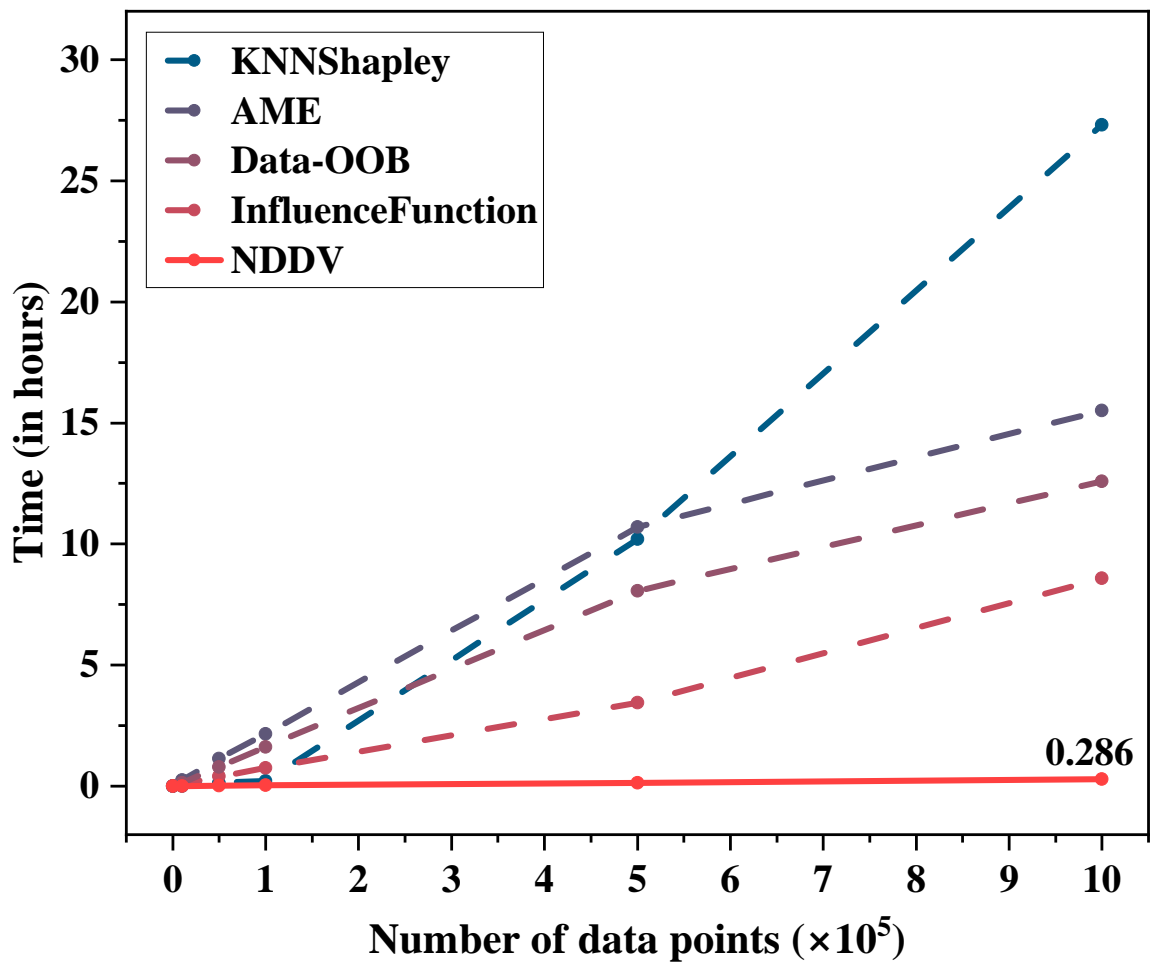 KNNShapley
AME
Data-OOB
InfluenceFunction
NDDV
30
25
20
15
10
5
0
Time (in hours)
0.286
0 1 2 3 4 5 6 7 8 9 10
Number of data points (×10⁵)